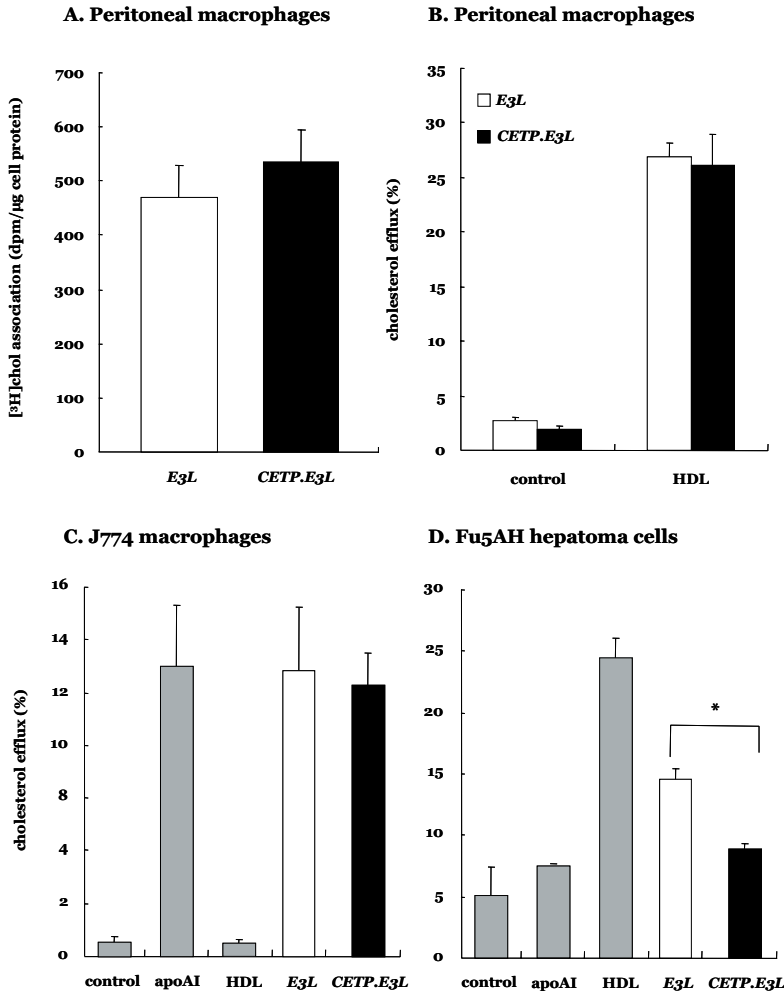 A. Peritoneal macrophages
[³H]chol association (dpm/µg cell protein)
700
600
500
400
300
200
100
0
E3L CETP.E3L
B. Peritoneal macrophages
cholesterol efflux (%)
35
30
25
20
15
10
5
0
E3L
CETP.E3L
control HDL
C. J774 macrophages
cholesterol efflux (%)
16
14
12
10
8
4
2
0
control apoAI HDL E3L CETP.E3L
D. Fu5AH hepatoma cells
30
25
20
15
10
5
0
*
control apoAI HDL E3L CETP.E3L